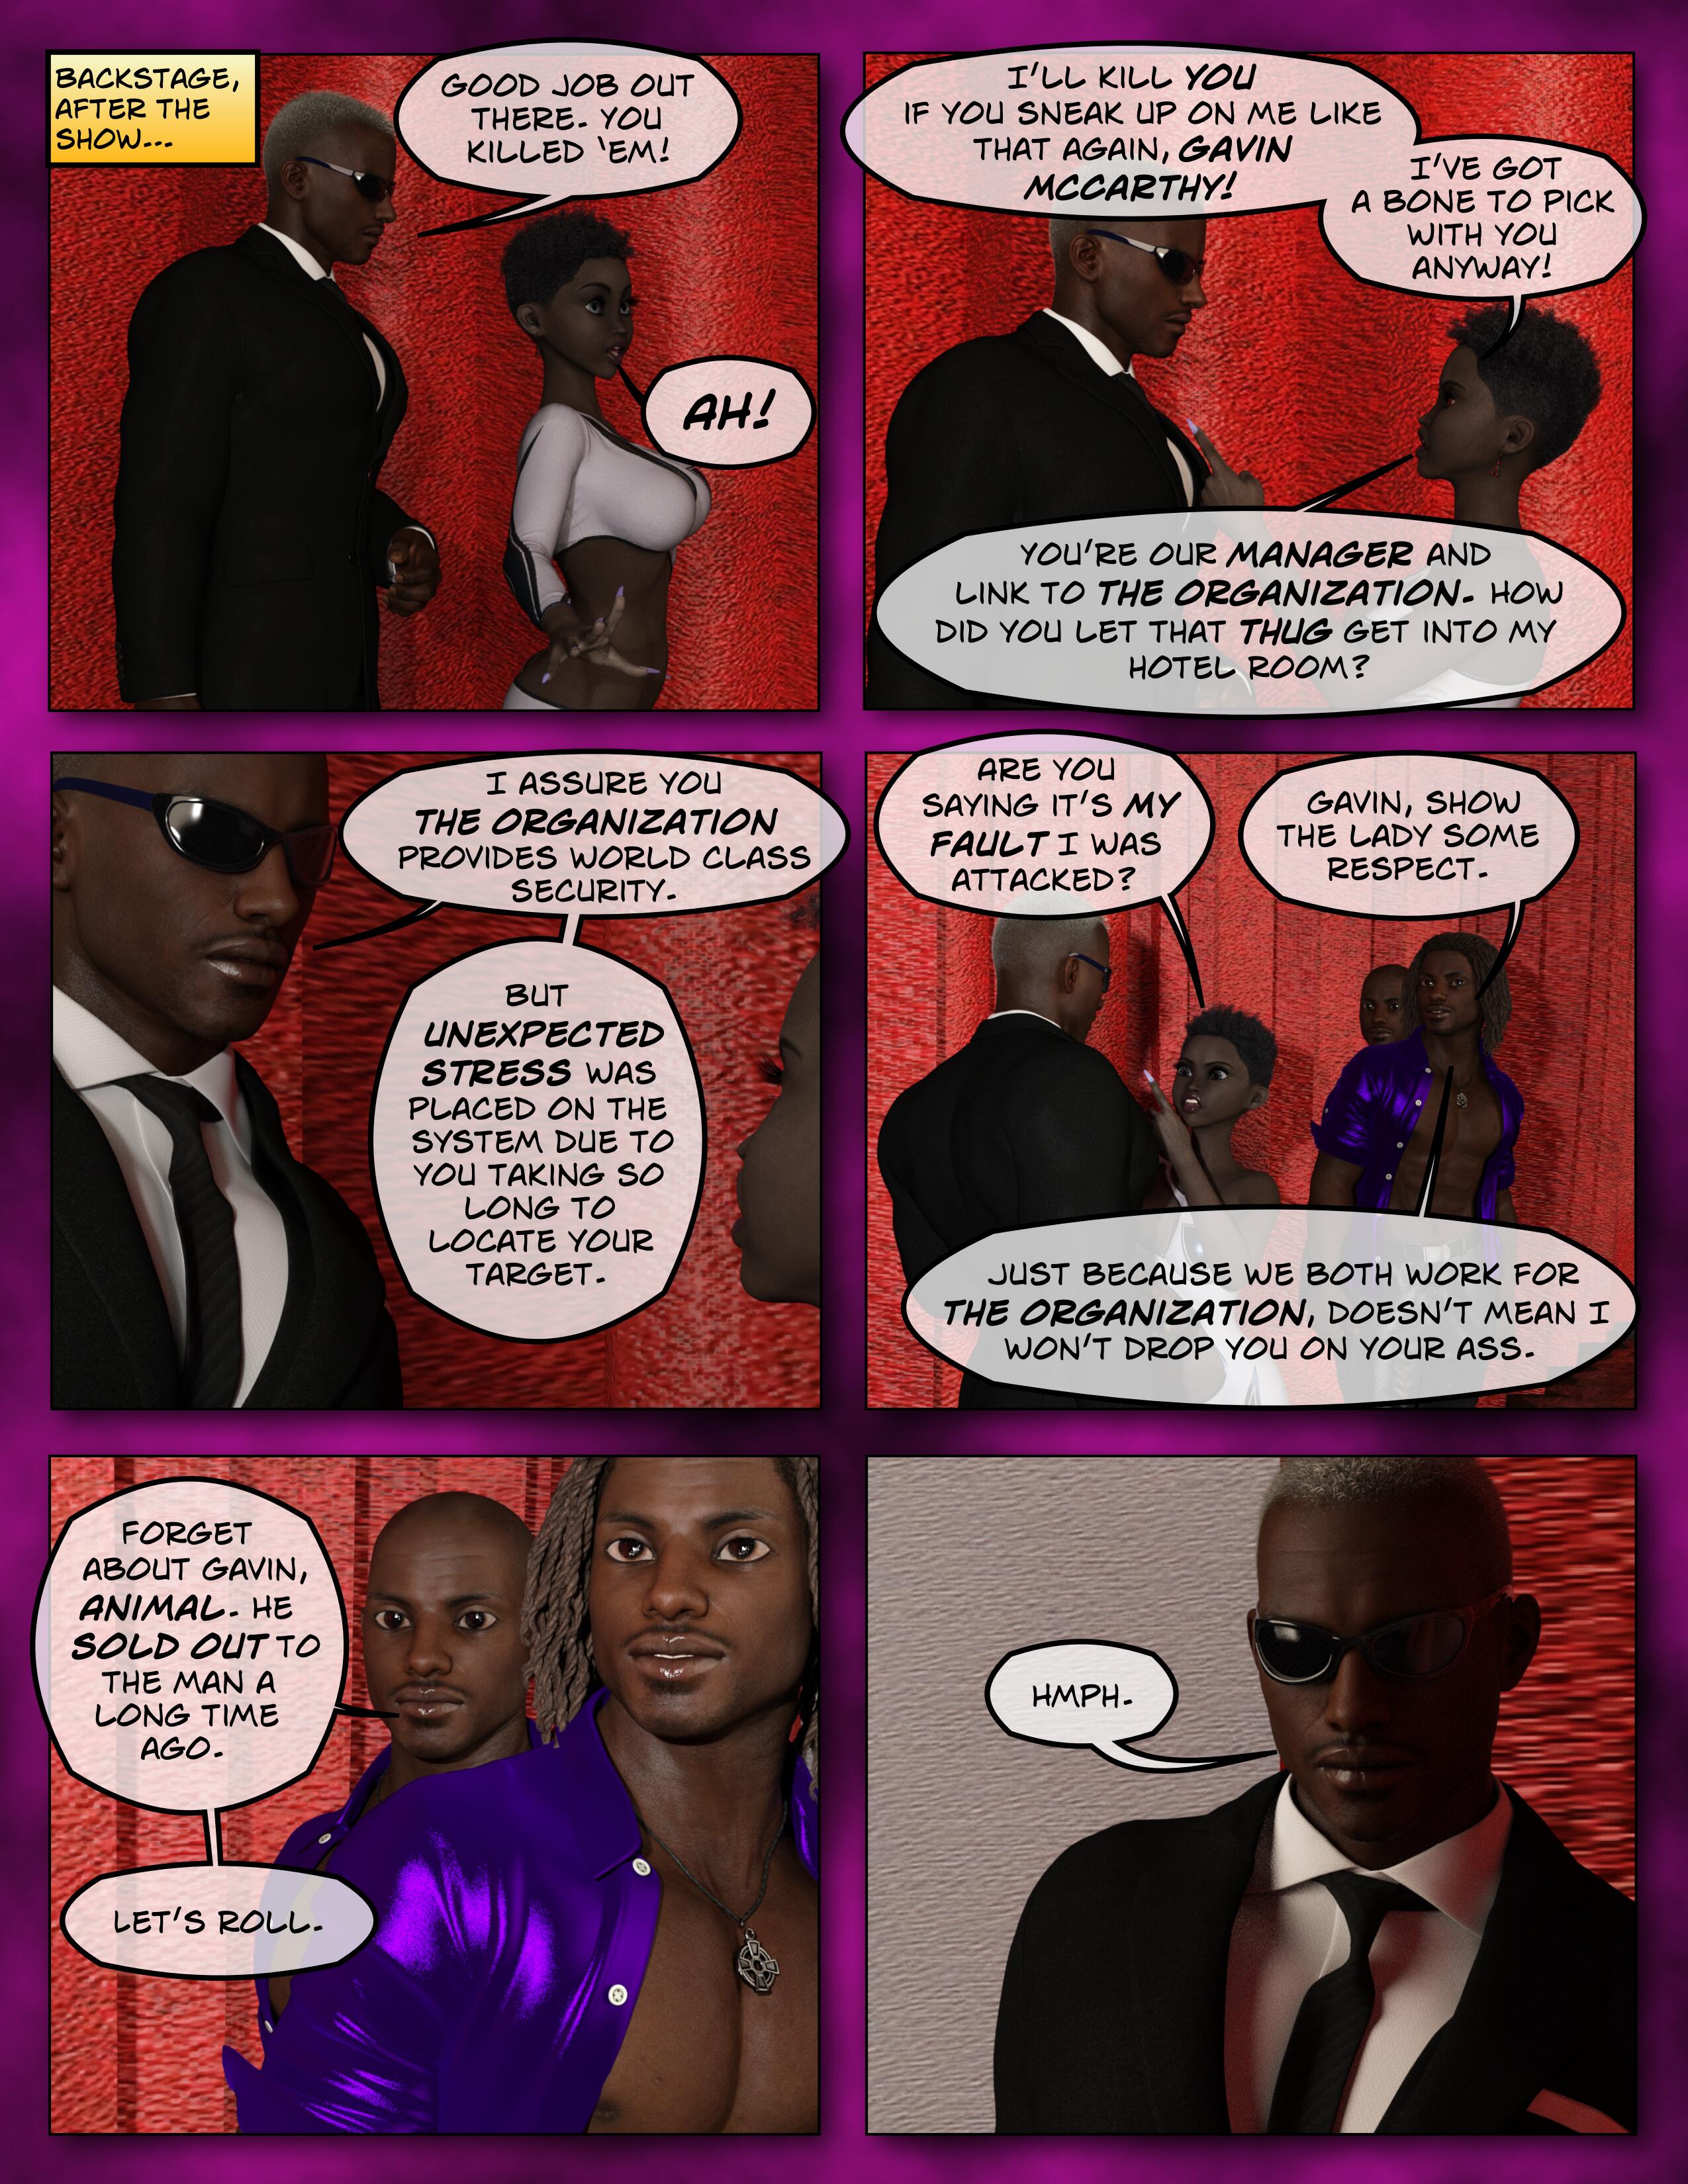 BACKSTAGE,
AFTER THE
SHOW...
GOOD JOB OUT
THERE. YOU
KILLED 'EM!
AH!
I'LL KILL YOU
IF YOU SNEAK UP ON ME LIKE
THAT AGAIN, GAVIN
MCCARTHY!
I'VE GOT
A BONE TO PICK
WITH YOU
ANYWAY!
YOU'RE OUR MANAGER AND
LINK TO THE ORGANIZATION. HOW
DID YOU LET THAT THUG GET INTO MY
HOTEL ROOM?
I ASSURE YOU
THE ORGANIZATION
PROVIDES WORLD CLASS
SECURITY.
BUT
UNEXPECTED
STRESS WAS
PLACED ON THE
SYSTEM DUE TO
YOU TAKING SO
LONG TO
LOCATE YOUR
TARGET.
ARE YOU
SAYING IT'S MY
FAULT I WAS
ATTACKED?
GAVIN, SHOW
THE LADY SOME
RESPECT.
JUST BECAUSE WE BOTH WORK FOR
THE ORGANIZATION, DOESN'T MEAN I
WON'T DROP YOU ON YOUR ASS.
FORGET
ABOUT GAVIN,
ANIMAL. HE
SOLD OUT TO
THE MAN A
LONG TIME
AGO.
LET'S ROLL.
HMPH.